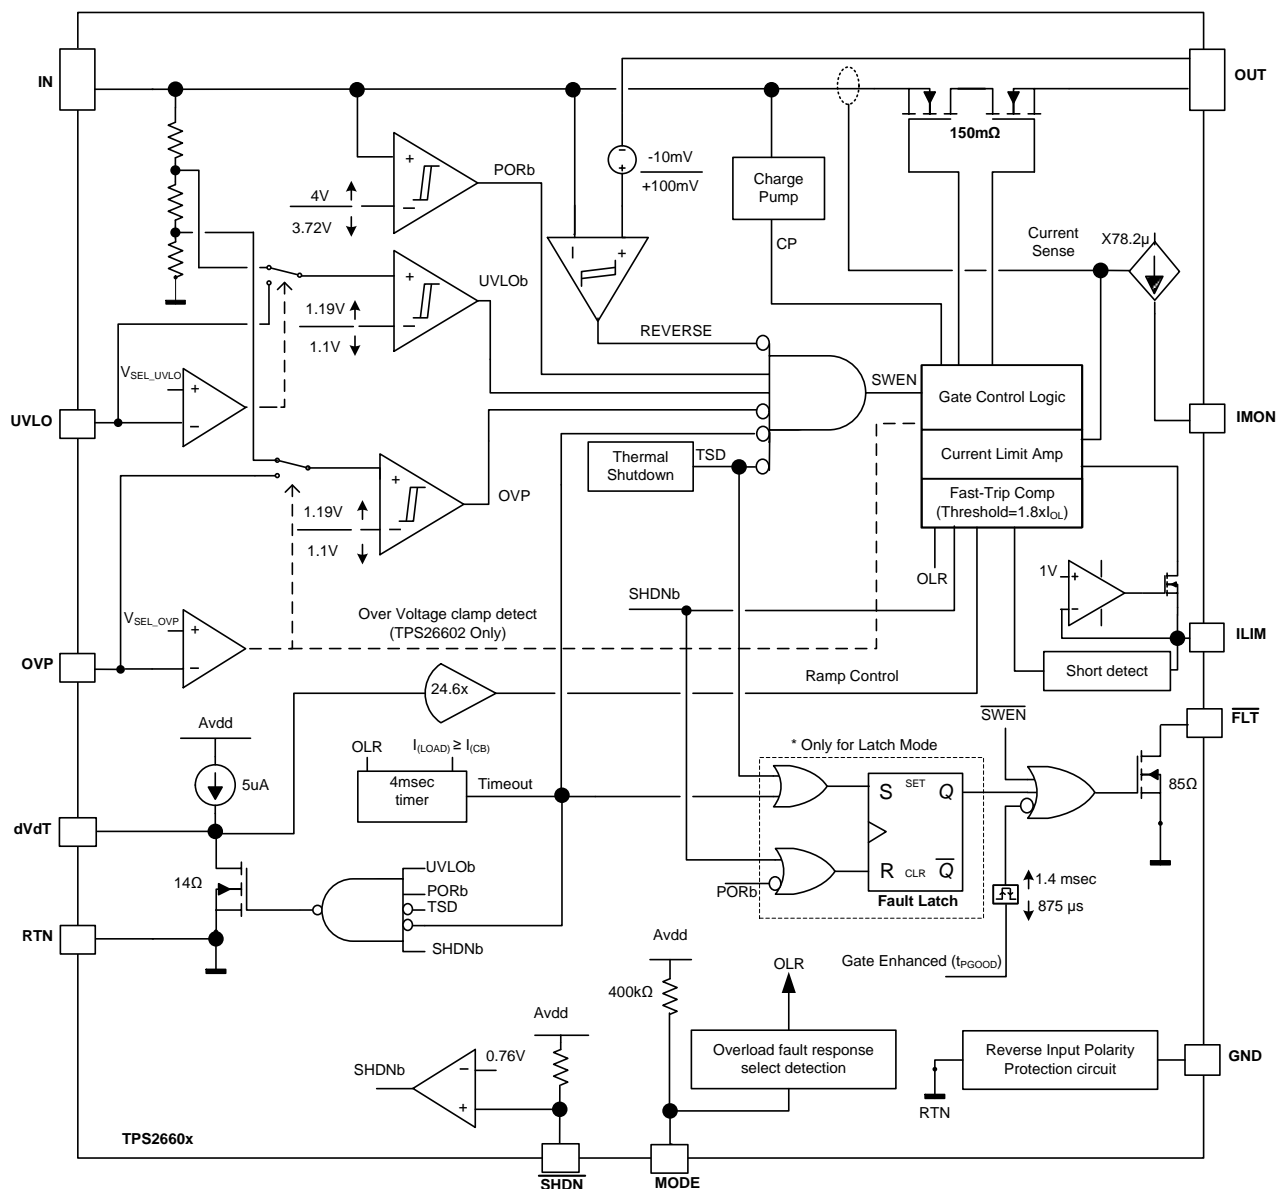 IN
OUT
150mΩ
PORb
-10mV
+100mV
Charge
Pump
4V
3.72V
CP
Current
Sense
X78.2µ
UVLOb
1.19V
1.1V
REVERSE
VSEL_UVLO
SWEN
Gate Control Logic
UVLO
IMON
Thermal
Shutdown
TSD
Current Limit Amp
Fast-Trip Comp
(Threshold=1.8xIOL)
OVP
1.19V
1.1V
OLR
1V
SHDNb
Over Voltage clamp detect
(TPS26602 Only)
VSEL_OVP
ILIM
OVP
Short detect
Ramp Control
24.6x
SWEN
FLT
Avdd
OLR
I(LOAD) ≥ I(CB)
* Only for Latch Mode
5uA
4msec
timer
Timeout
S
SET
Q
85Ω
dVdT
14Ω
UVLOb
PORb
TSD
SHDNb
PORb
R
CLR
Q
Fault Latch
1.4 msec
875 µs
RTN
Avdd
OLR
Gate Enhanced (tPGOOD)
400kΩ
Avdd
SHDNb
0.76V
Overload fault response
select detection
Reverse Input Polarity
Protection circuit
GND
RTN
TPS2660x
SHDN
MODE